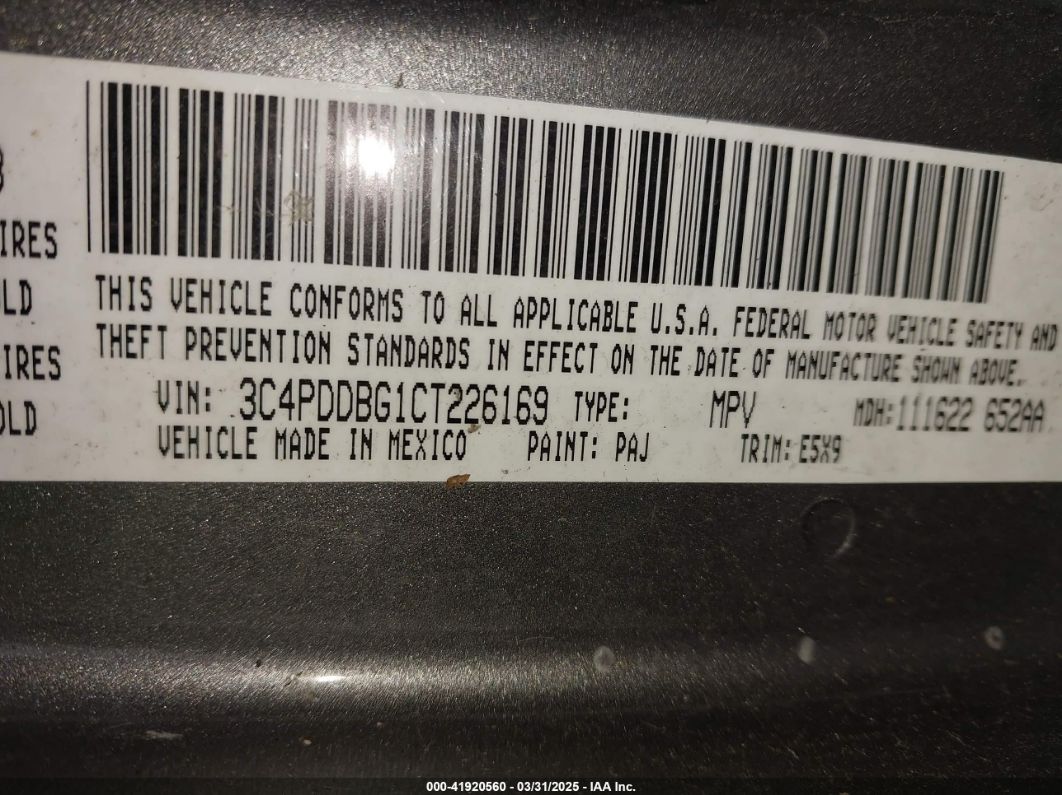 3
IRES
LD
IRES
OLD
THIS VEHICLE CONFORMS TO ALL APPLICABLE U.S.A. FEDERAL MOTOR VEHICLE SAFETY AND
THEFT PREVENTION STANDARDS IN EFFECT ON THE DATE OF MANUFACTURE SHOWN ABOVE.
VIN: 3C4PDDBG1CT226169 TYPE: MPV MDH:111622 652AA
VEHICLE MADE IN MEXICO PAINT: PAJ TRIM: E5X9
000-41920560 - 03/31/2025 - IAA Inc.